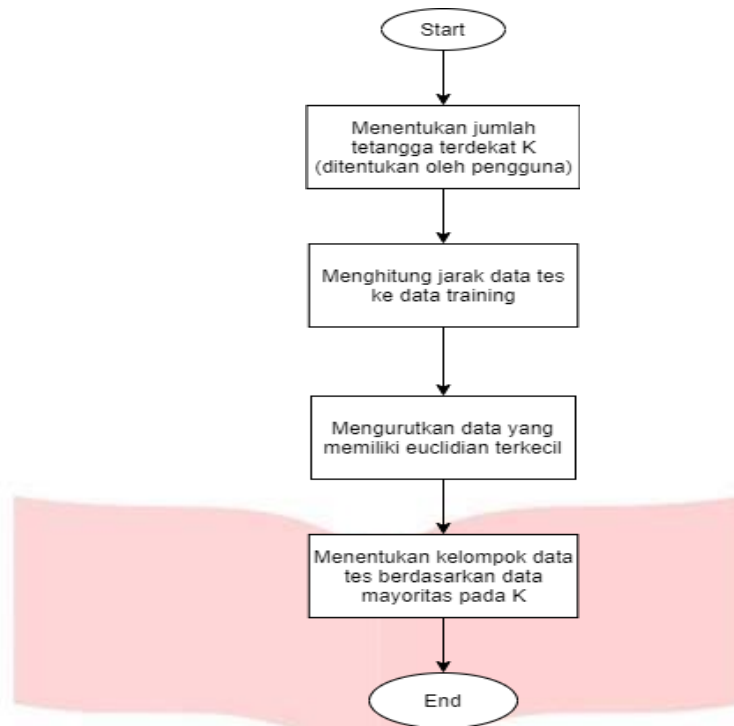 Start
Menentukan jumlah
tetangga terdekat K
(ditentukan oleh pengguna)
Menghitung jarak data tes
ke data training
Mengurutkan data yang
memiliki euclidian terkecil
Menentukan kelompok data
tes berdasarkan data
mayoritas pada K
End